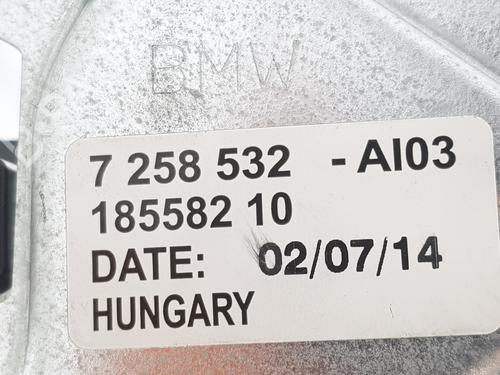 BMW
7 258 532 - AI03
185582 10
DATE: 02/07/14
HUNGARY